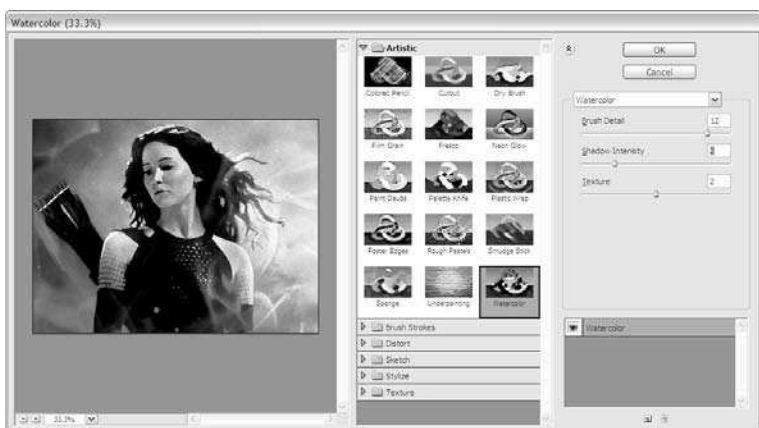 Watercolor (33.3%)
Artistic
Colored Pencil Cutout Dry Brush
Film Grain Fresco Neon Glow
Paint Daubs Palette Knife Plastic Wrap
Poster Edges Rough Pastels Smudge Stick
Sponge Underpainting Watercolor
Brush Strokes
Distort
Sketch
Stylize
Texture
33.3%
OK
Cancel
Watercolor
Brush Detail 12
Shadow Intensity
Texture 2
Watercolor